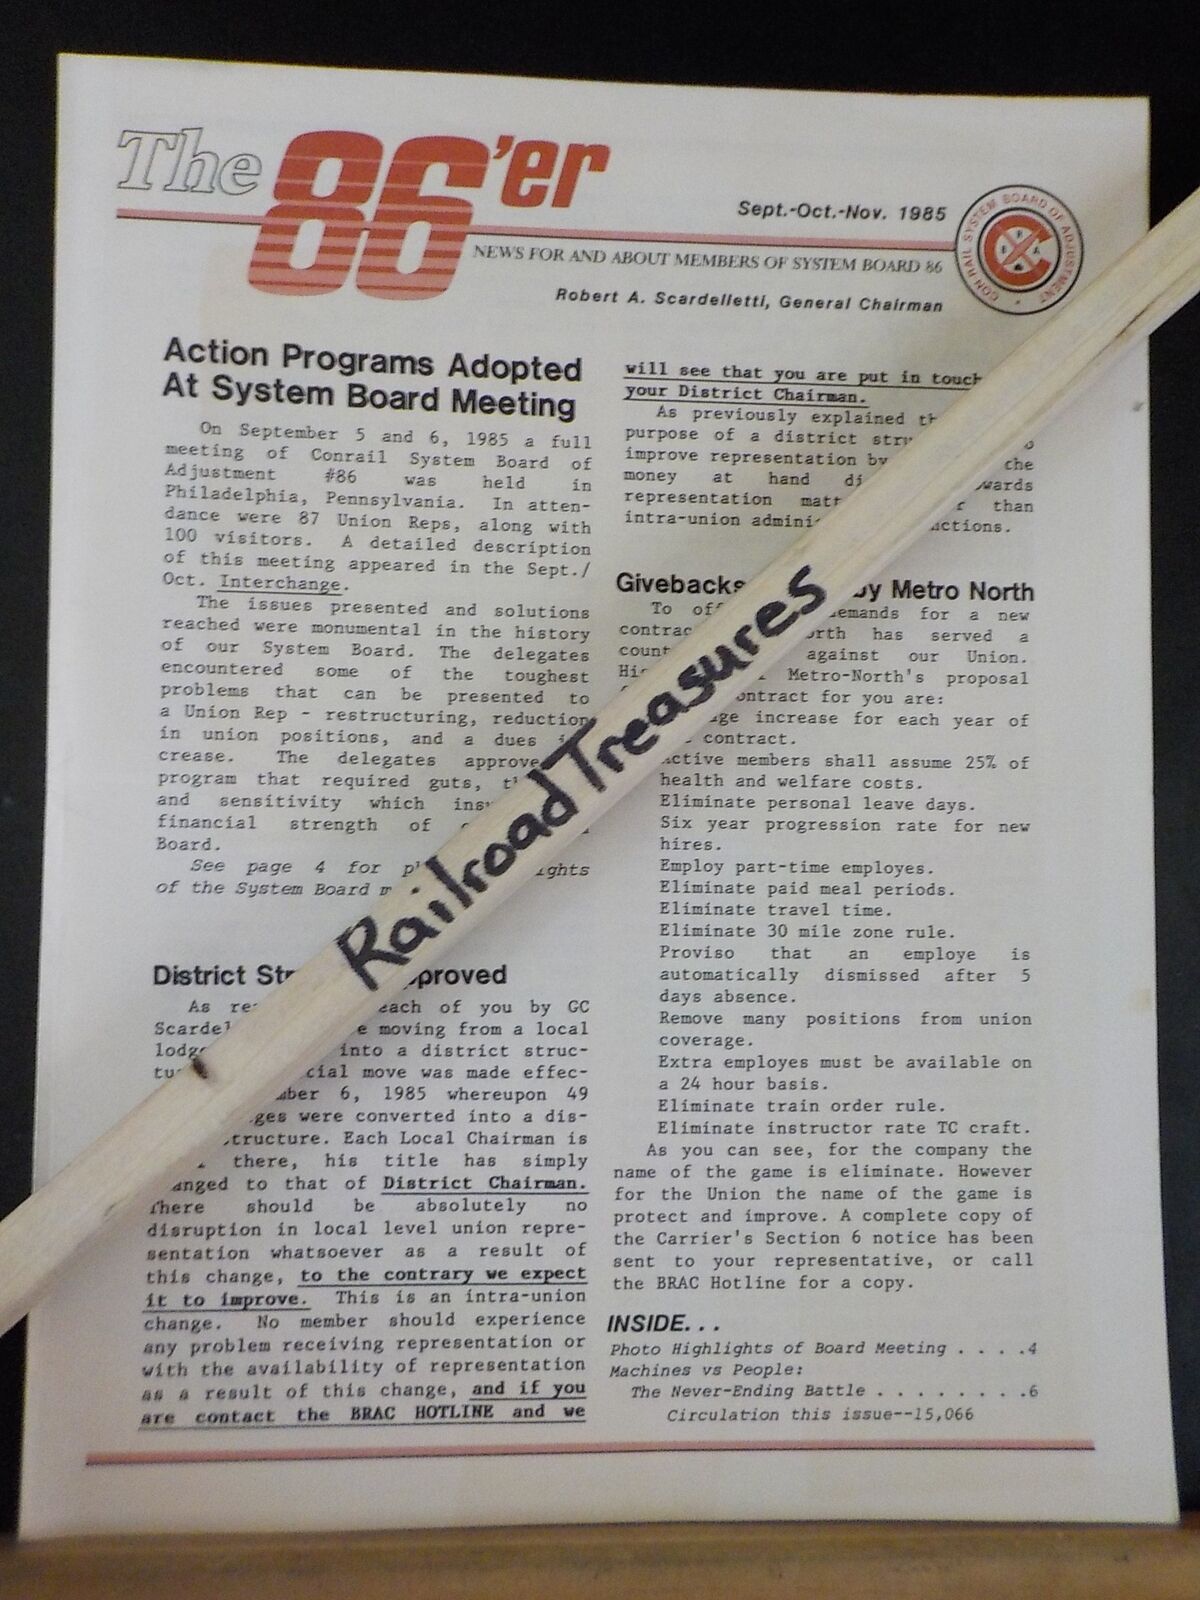 The 86'er
Sept.-Oct.-Nov. 1985
NEWS FOR AND ABOUT MEMBERS OF SYSTEM BOARD 86
Robert A. Scardelletti, General Chairman
CON RAIL SYSTEM BOARD OF ADJUSTMENT
Action Programs Adopted
At System Board Meeting
On September 5 and 6, 1985 a full
meeting of Conrail System Board of
Adjustment #86 was held in
Philadelphia, Pennsylvania. In atten-
dance were 87 Union Reps, along with
100 visitors. A detailed description
of this meeting appeared in the Sept./
Oct. Interchange.
The issues presented and solutions
reached were monumental in the history
of our System Board. The delegates
encountered some of the toughest
problems that can be presented to
a Union Rep - restructuring, reduction
in union positions, and a dues
crease. The delegates approve
program that required guts,
and sensitivity which
financial strength of
Board.
See page 4 for
of the System Board
District approved
As each of you by GC
moving from a local
into a district struc-
move was made effec-
6, 1985 whereupon 49
were converted into a dis-
structure. Each Local Chairman is
there, his title has simply
changed to that of District Chairman.
There should be absolutely no
disruption in local level union repre-
sentation whatsoever as a result of
this change, to the contrary we expect
it to improve. This is an intra-union
change. No member should experience
any problem receiving representation or
with the availability of representation
as a result of this change, and if you
are contact the BRAC HOTLINE and we
will see that you are put in touch
your District Chairman.
As previously explained
purpose of a district
improve representation by the
money at hand
representation than
intra-union
Givebacks by Metro North
To demands for a new
has served a
against our Union.
Metro-North's proposal
contract for you are:
increase for each year of
contract.
Active members shall assume 25% of
health and welfare costs.
Eliminate personal leave days.
Six year progression rate for new
hires.
Employ part-time employes.
Eliminate paid meal periods.
Eliminate travel time.
Eliminate 30 mile zone rule.
Proviso that an employe is
automatically dismissed after 5
days absence.
Remove many positions from union
coverage.
Extra employes must be available on
a 24 hour basis.
Eliminate train order rule.
Eliminate instructor rate TC craft.
As you can see, for the company the
name of the game is eliminate. However
for the Union the name of the game is
protect and improve. A complete copy of
the Carrier's Section 6 notice has been
sent to your representative, or call
the BRAC Hotline for a copy.
INSIDE...
Photo Highlights of Board Meeting . . . .4
Machines vs People:
The Never-Ending Battle . . . . . . . .6
Circulation this issue--15,066
Railroad Treasures